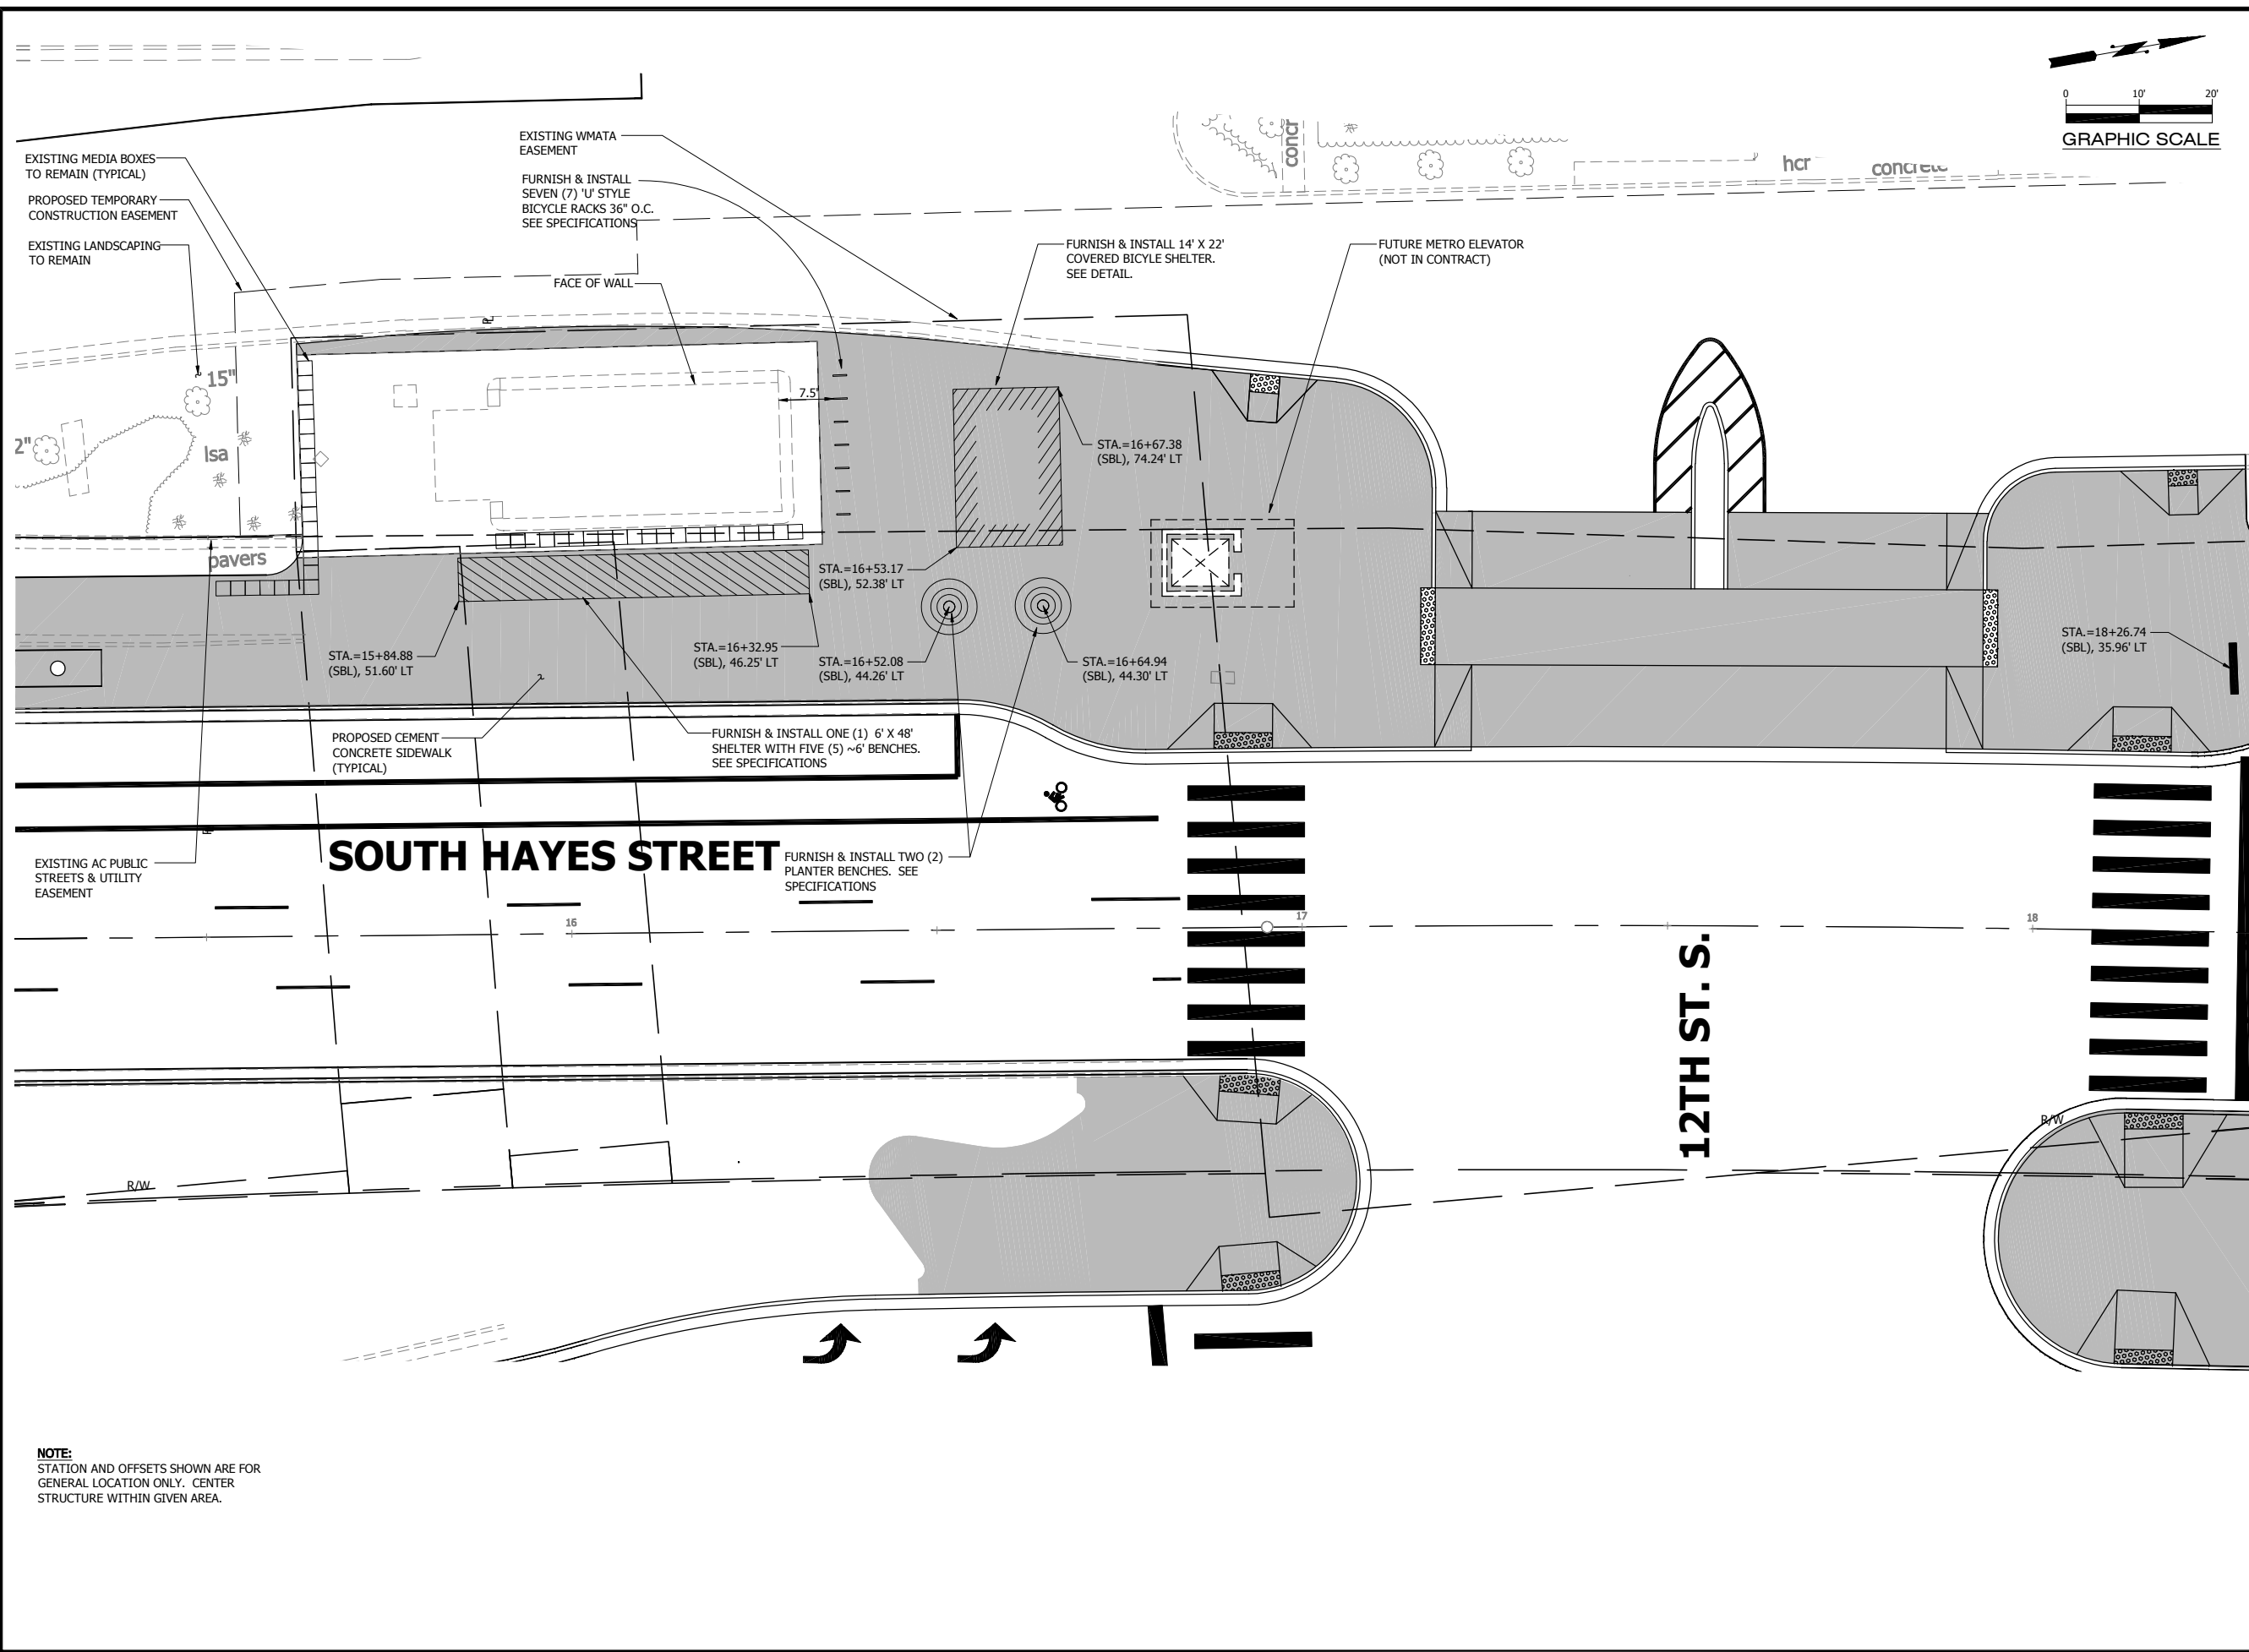 0 10' 20'
GRAPHIC SCALE
EXISTING MEDIA BOXES
TO REMAIN (TYPICAL)
PROPOSED TEMPORARY
CONSTRUCTION EASEMENT
EXISTING LANDSCAPING
TO REMAIN
EXISTING WMATA
EASEMENT
FURNISH & INSTALL
SEVEN (7) 'U' STYLE
BICYCLE RACKS 36" O.C.
SEE SPECIFICATIONS
FACE OF WALL
FURNISH & INSTALL 14' X 22'
COVERED BICYLE SHELTER.
SEE DETAIL.
FUTURE METRO ELEVATOR
(NOT IN CONTRACT)
concr
hcr
concrete
15"
2"
lsa
pavers
7.5'
STA.=16+67.38
(SBL), 74.24' LT
STA.=16+53.17
(SBL), 52.38' LT
STA.=15+84.88
(SBL), 51.60' LT
STA.=16+32.95
(SBL), 46.25' LT
STA.=16+52.08
(SBL), 44.26' LT
STA.=16+64.94
(SBL), 44.30' LT
STA.=18+26.74
(SBL), 35.96' LT
PROPOSED CEMENT
CONCRETE SIDEWALK
(TYPICAL)
FURNISH & INSTALL ONE (1) 6' X 48'
SHELTER WITH FIVE (5) ~6' BENCHES.
SEE SPECIFICATIONS
SOUTH HAYES STREET
FURNISH & INSTALL TWO (2)
PLANTER BENCHES. SEE
SPECIFICATIONS
EXISTING AC PUBLIC
STREETS & UTILITY
EASEMENT
16
17
18
12TH ST. S.
R/W
R/W
NOTE:
STATION AND OFFSETS SHOWN ARE FOR
GENERAL LOCATION ONLY. CENTER
STRUCTURE WITHIN GIVEN AREA.